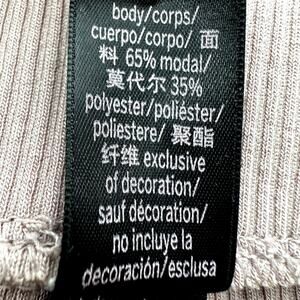 body/corps/
cuerpo/corpo/ 面
料 65% modal/
莫代尔 35%
polyester/poliéster/
poliestere/ 聚酯
纤维 exclusive
of decoration/
sauf décoration/
no incluye la
decoración/esclusa